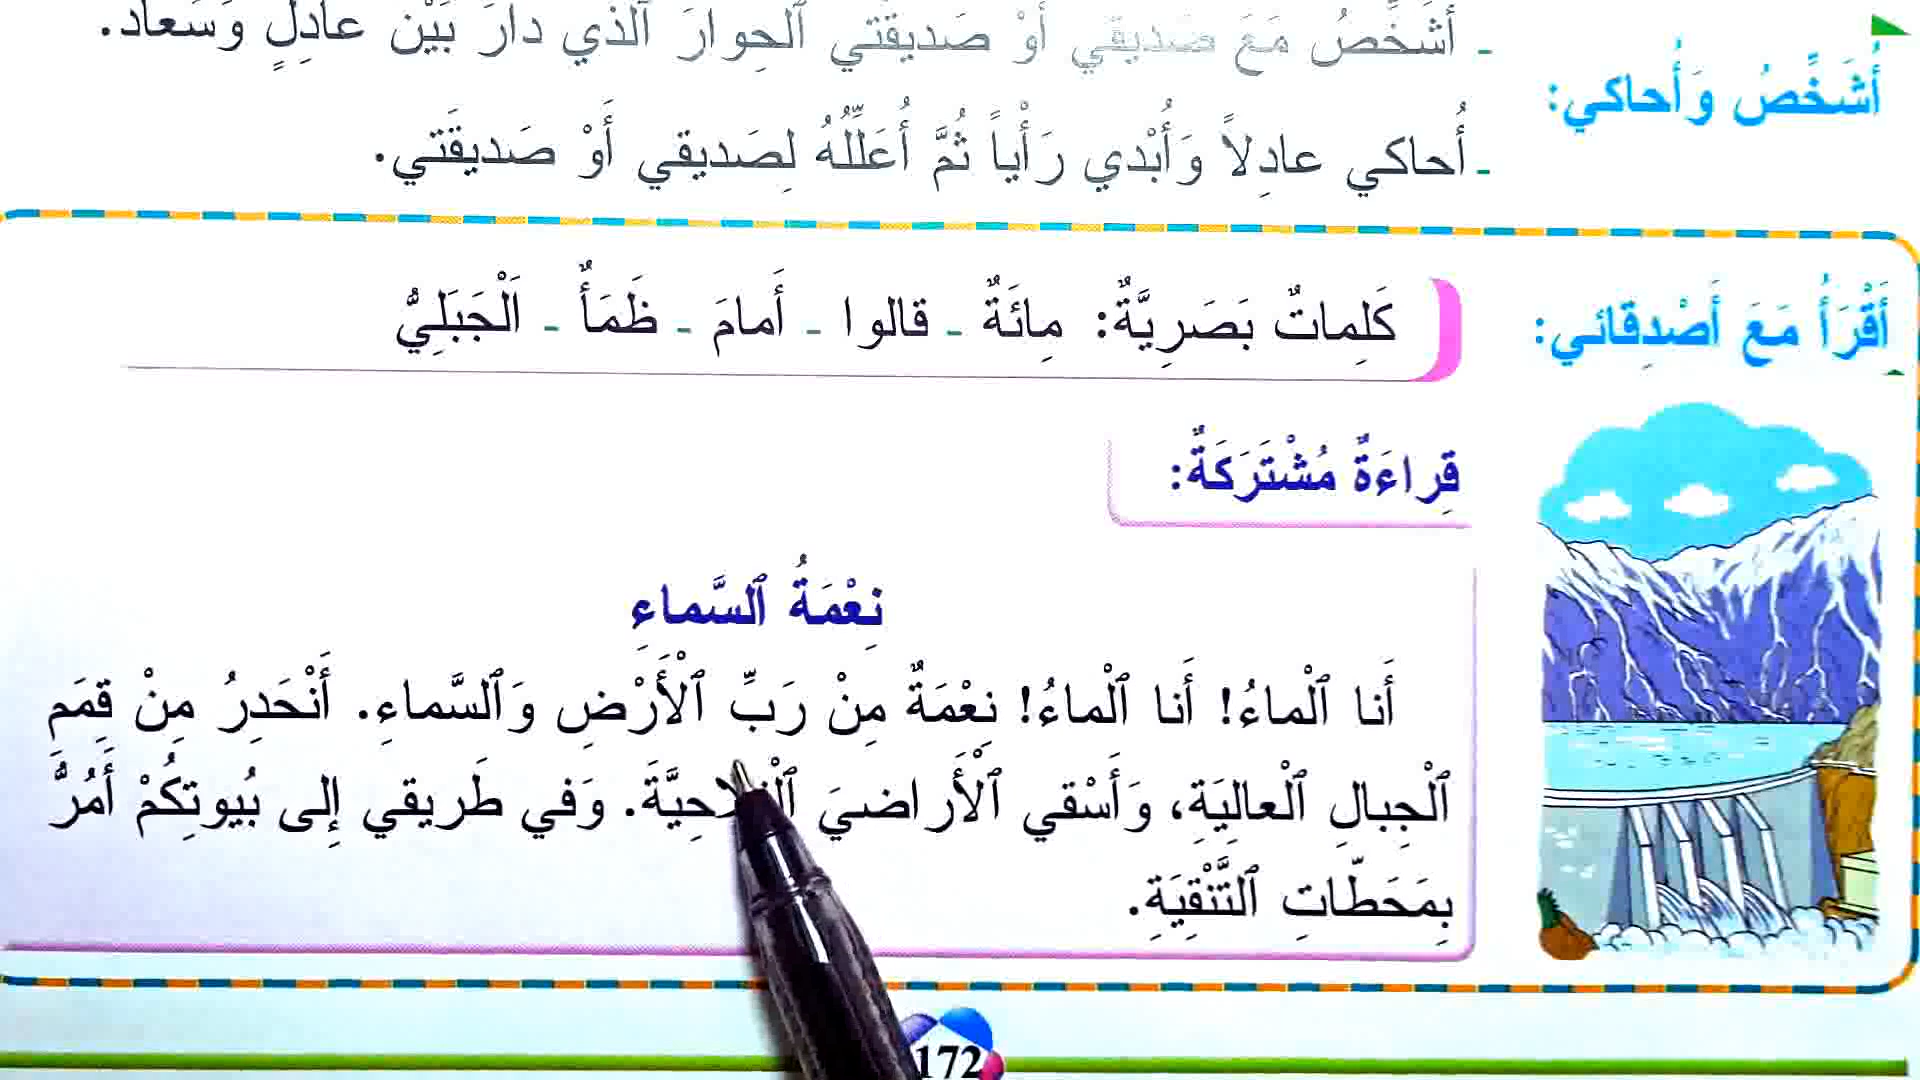 أُشَخِّصُ وَأُحاكي:
ـ أُشَخِّصُ مَعَ صَديقي أَوْ صَديقَتي ٱلْحِوارَ ٱلَّذي دارَ بَيْنَ عادِلٍ وَسُعادَ.
ـ أُحاكي عادِلاً وَأُبْدي رَأْياً ثُمَّ أُعَلِّلُهُ لِصَديقي أَوْ صَديقَتي.
أَقْرَأُ مَعَ أَصْدِقائي:
كَلِماتٌ بَصَرِيَّةٌ: مِائَةٌ ـ قالوا ـ أَمامَ ـ ظَمَأٌ ـ اَلْجَبَلِيُّ
قِراءَةٌ مُشْتَرَكَةٌ:
نِعْمَةُ ٱلسَّماءِ
أَنا ٱلْماءُ! أَنا ٱلْماءُ! نِعْمَةٌ مِنْ رَبِّ ٱلْأَرْضِ وَٱلسَّماءِ. أَنْحَدِرُ مِنْ قِمَمِ
ٱلْجِبالِ ٱلْعالِيَةِ، وَأَسْقي ٱلْأَراضيَ ٱلْفِلاحِيَّةَ. وَفي طَريقي إِلى بُيوتِكُمْ أَمُرُّ
بِمَحَطّاتِ ٱلتَّنْقِيَةِ.
172